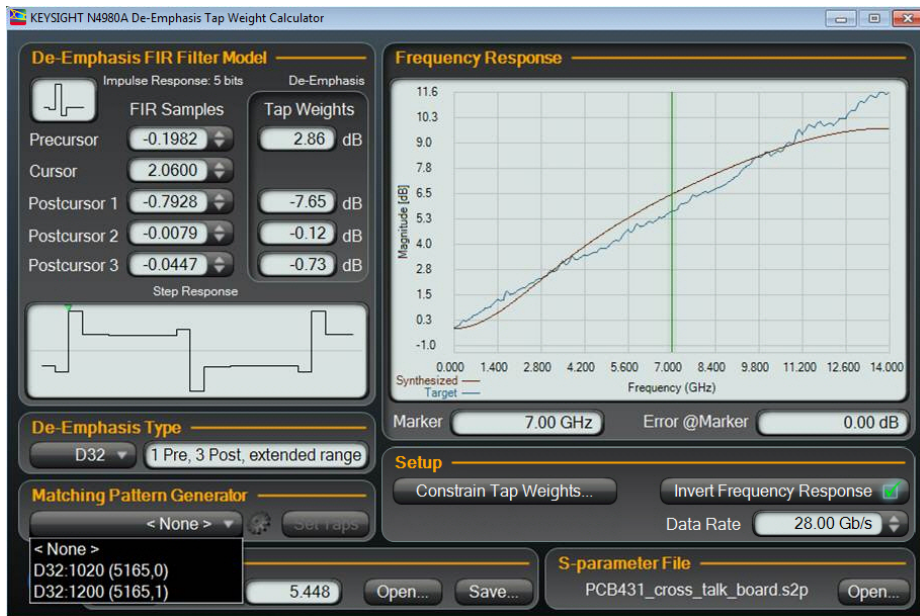 KEYSIGHT N4980A De-Emphasis Tap Weight Calculator
De-Emphasis FIR Filter Model
Impulse Response: 5 bits
De-Emphasis
FIR Samples
Tap Weights
Precursor -0.1982 2.86 dB
Cursor 2.0600
Postcursor 1 -0.7928 -7.65 dB
Postcursor 2 -0.0079 -0.12 dB
Postcursor 3 -0.0447 -0.73 dB
Step Response
De-Emphasis Type
D32 1 Pre, 3 Post, extended range
Matching Pattern Generator
< None > Set Taps
< None >
D32:1020 (5165,0)
D32:1200 (5165,1)
5.448 Open... Save...
Frequency Response
Magnitude [dB]
11.6
10.3
9.0
7.8
6.5
5.3
4.0
2.8
1.5
0.3
-1.0
0.000 1.400 2.800 4.200 5.600 7.000 8.400 9.800 11.200 12.600 14.000
Frequency (GHz)
Synthesized
Target
Marker 7.00 GHz Error @Marker 0.00 dB
Setup
Constrain Tap Weights... Invert Frequency Response
Data Rate 28.00 Gb/s
S-parameter File
PCB431_cross_talk_board.s2p Open...